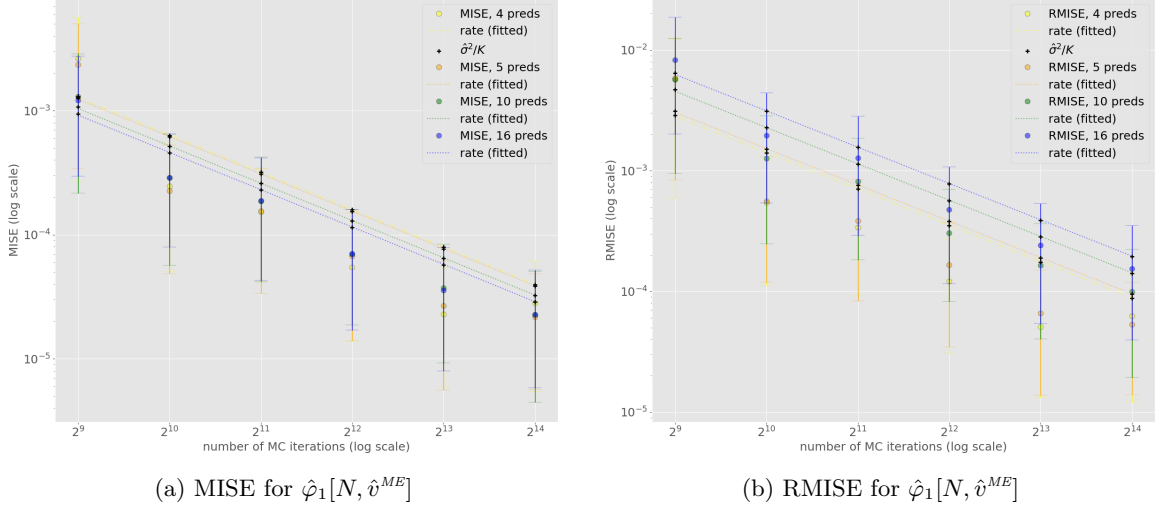 MISE, 4 preds
rate (fitted)
σ̂²/K
MISE, 5 preds
rate (fitted)
MISE, 10 preds
rate (fitted)
MISE, 16 preds
rate (fitted)
MISE (log scale)
10⁻³
10⁻⁴
10⁻⁵
2⁹ 2¹⁰ 2¹¹ 2¹² 2¹³ 2¹⁴
number of MC iterations (log scale)
(a) MISE for φ̂₁[N, v̂ᴹᴱ]
RMISE, 4 preds
rate (fitted)
σ̂²/K
RMISE, 5 preds
rate (fitted)
RMISE, 10 preds
rate (fitted)
RMISE, 16 preds
rate (fitted)
RMISE (log scale)
10⁻²
10⁻³
10⁻⁴
10⁻⁵
2⁹ 2¹⁰ 2¹¹ 2¹² 2¹³ 2¹⁴
number of MC iterations (log scale)
(b) RMISE for φ̂₁[N, v̂ᴹᴱ]